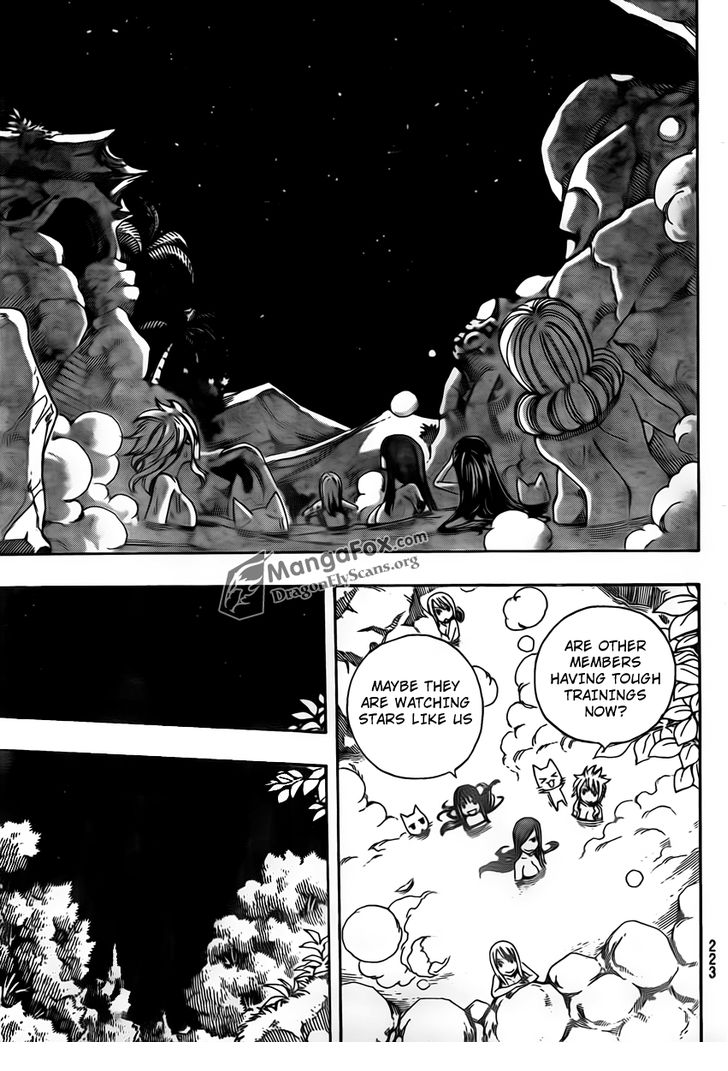 MangaFox.com
DragonFlyScans.org
ARE OTHER
MEMBERS
HAVING TOUGH
TRAININGS
NOW?
MAYBE THEY
ARE WATCHING
STARS LIKE US
223